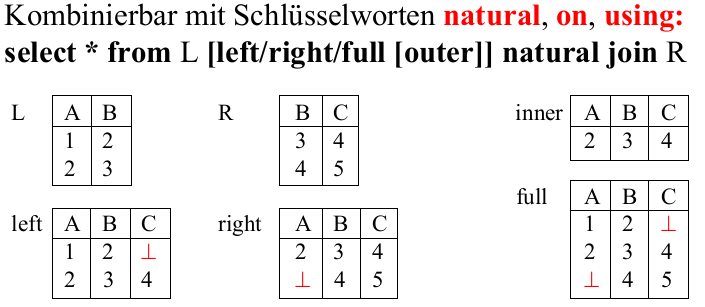 Kombinierbar mit Schlüsselworten natural, on, using:
select * from L [left/right/full [outer]] natural join R
L A B R B C inner A B C
1 2 3 4 2 3 4
2 3 4 5
left A B C right A B C full A B C
1 2 ⊥ 2 3 4 1 2 ⊥
2 3 4 ⊥ 4 5 2 3 4
⊥ 4 5